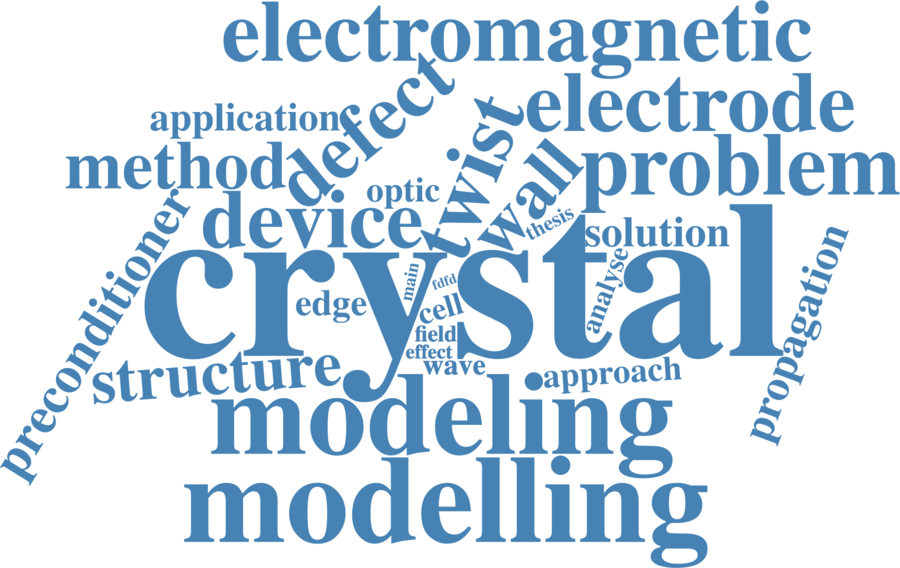 electromagnetic
electrode
defect
application
twist
problem
method
wall
optic
device
thesis
solution
preconditioner
crystal
propagation
analyse
main
fdfd
edge
cell
field
effect
wave
structure
approach
modeling
modelling